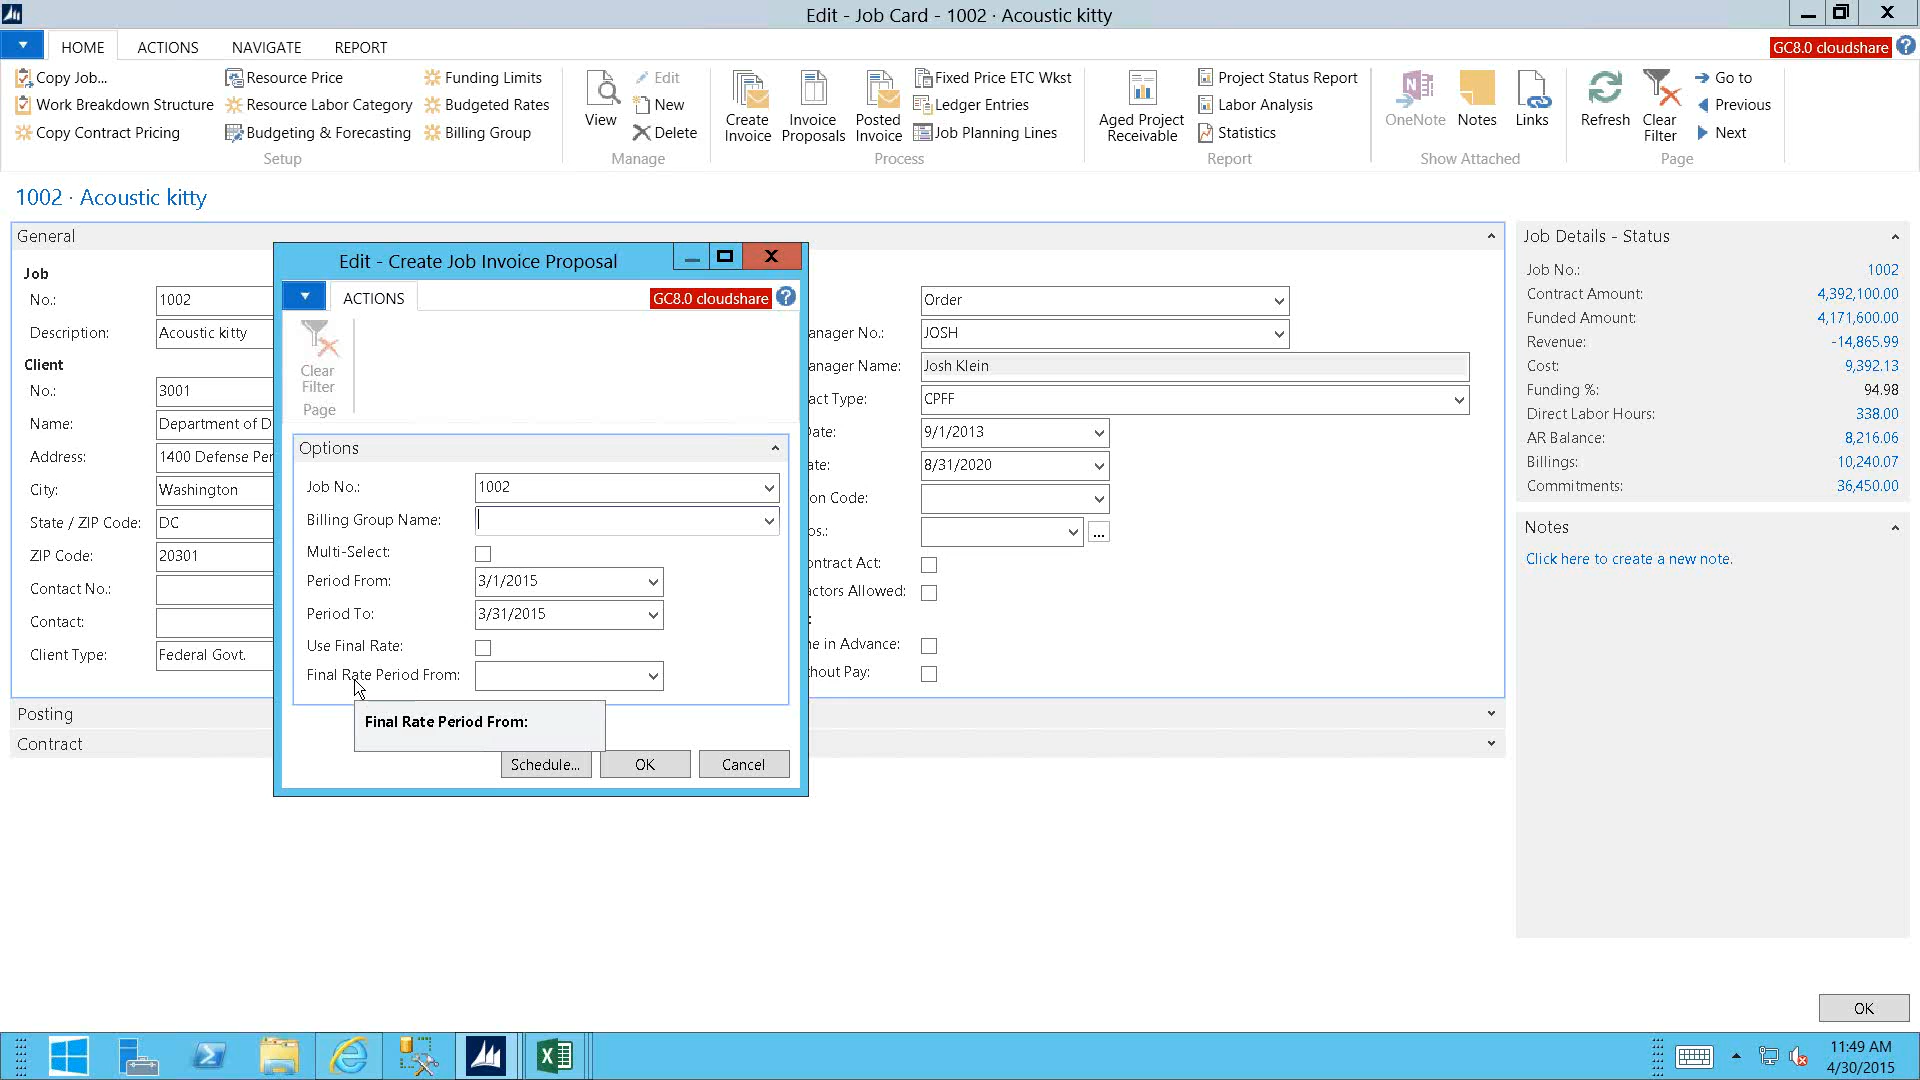 Edit - Job Card - 1002 · Acoustic kitty
HOME ACTIONS NAVIGATE REPORT GC8.0 cloudshare
Copy Job... Resource Price Funding Limits
Work Breakdown Structure Resource Labor Category Budgeted Rates
Copy Contract Pricing Budgeting & Forecasting Billing Group
Setup
View Edit New Delete
Manage
Create Invoice Invoice Proposals Posted Invoice Fixed Price ETC Wkst Ledger Entries Job Planning Lines
Process
Aged Project Receivable Project Status Report Labor Analysis Statistics
Report
OneNote Notes Links
Show Attached
Refresh Clear Filter Go to Previous Next
Page
1002 · Acoustic kitty
General
Job
No.: 1002
Description: Acoustic kitty
Client
No.: 3001
Name: Department of D
Address: 1400 Defense Per
City: Washington
State / ZIP Code: DC
ZIP Code: 20301
Contact No.:
Contact:
Client Type: Federal Govt.
Posting
Contract
Edit - Create Job Invoice Proposal
ACTIONS GC8.0 cloudshare
Clear
Filter
Page
Options
Job No.: 1002
Billing Group Name:
Multi-Select:
Period From: 3/1/2015
Period To: 3/31/2015
Use Final Rate:
Final Rate Period From:
Final Rate Period From:
Schedule... OK Cancel
Order
anager No.: JOSH
anager Name: Josh Klein
act Type: CPFF
Date: 9/1/2013
ate: 8/31/2020
on Code:
os.: ...
ontract Act:
actors Allowed:
:
ne in Advance:
hout Pay:
Job Details - Status
Job No.: 1002
Contract Amount: 4,392,100.00
Funded Amount: 4,171,600.00
Revenue: -14,865.99
Cost: 9,392.13
Funding %: 94.98
Direct Labor Hours: 338.00
AR Balance: 8,216.06
Billings: 10,240.07
Commitments: 36,450.00
Notes
Click here to create a new note.
OK
11:49 AM
4/30/2015